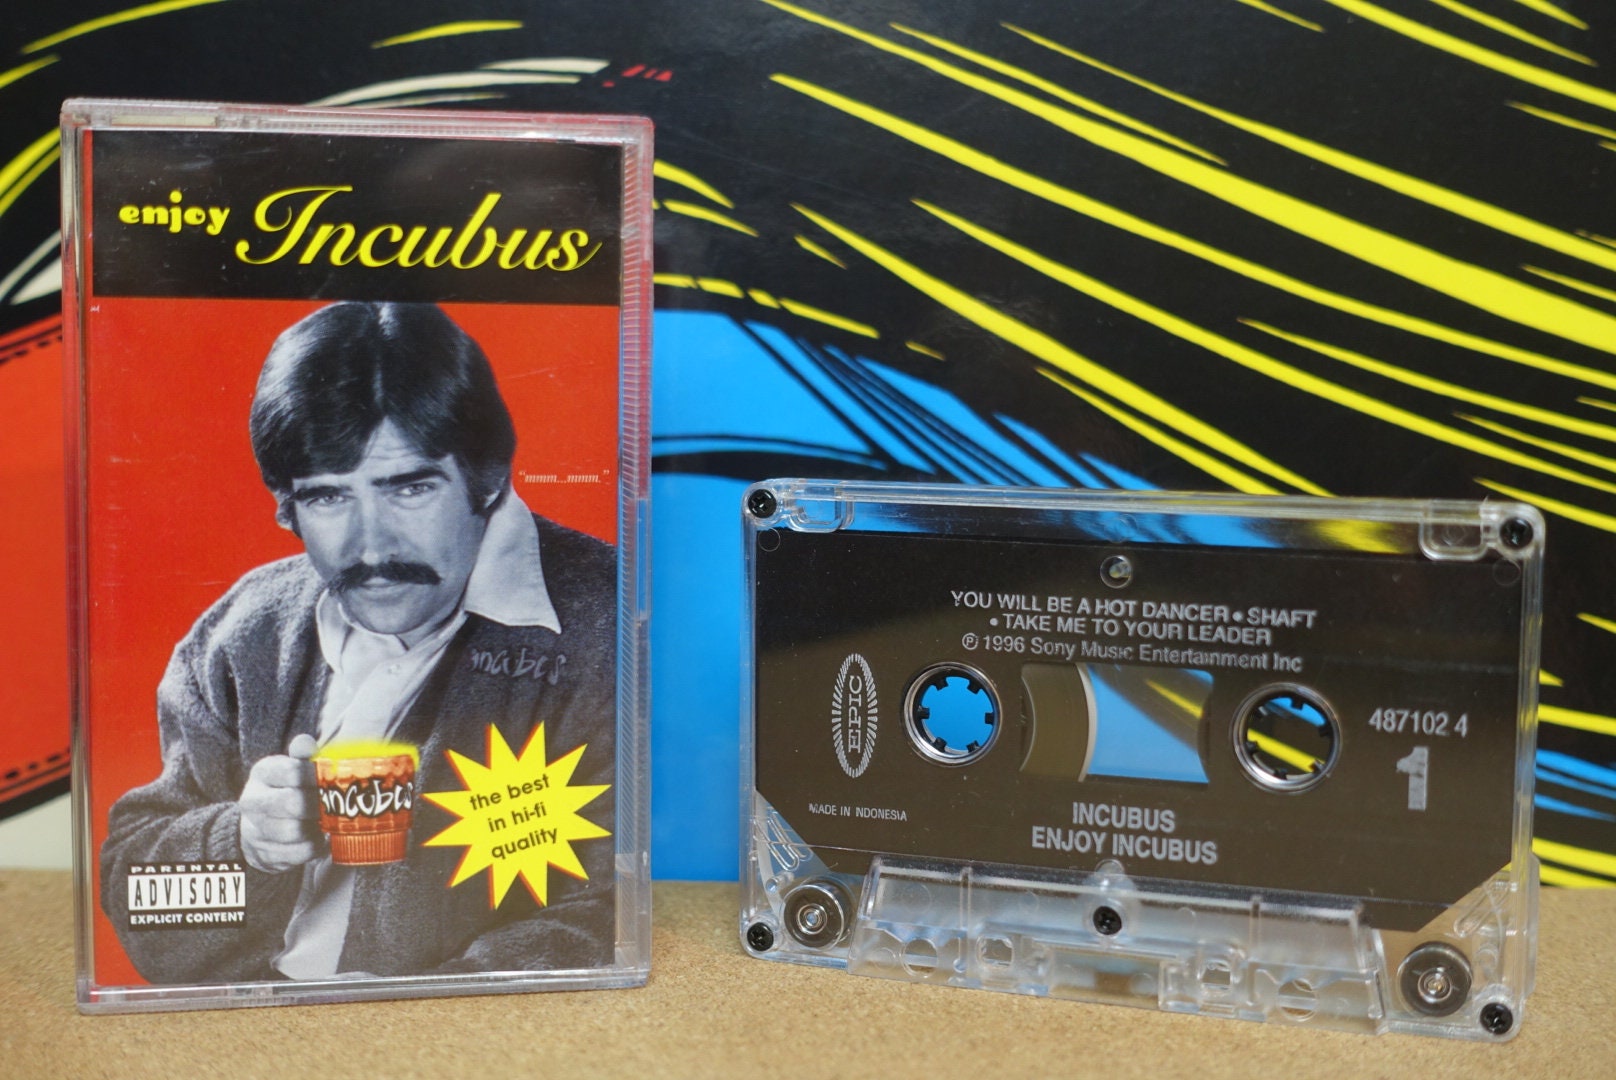 enjoy Incubus
"mmm...mmm."
incubus
incubus
the best
in hi-fi
quality
PARENTAL
ADVISORY
EXPLICIT CONTENT
YOU WILL BE A HOT DANCER • SHAFT
• TAKE ME TO YOUR LEADER
℗ 1996 Sony Music Entertainment Inc
EPIC
487102 4
1
MADE IN INDONESIA
INCUBUS
ENJOY INCUBUS